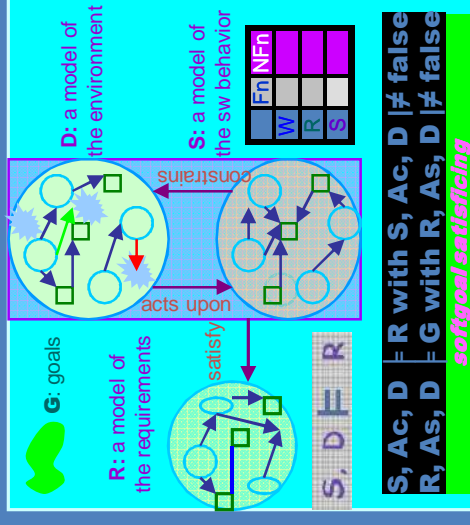 G: goals
R: a model of
the requirements
D: a model of
the environment
S: a model of
the sw behavior
Fn NFn
W
R
S
constrains
acts upon
satisfy
S, D ⊨ R
S, Ac, D |= R with S, Ac, D |≠ false
R, As, D |= G with R, As, D |≠ false
softgoal satisficing